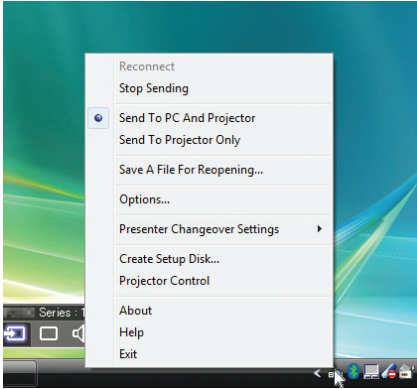 Reconnect
Stop Sending
Send To PC And Projector
Send To Projector Only
Save A File For Reopening...
Options...
Presenter Changeover Settings
Create Setup Disk...
Projector Control
About
Help
Exit
Series : 1